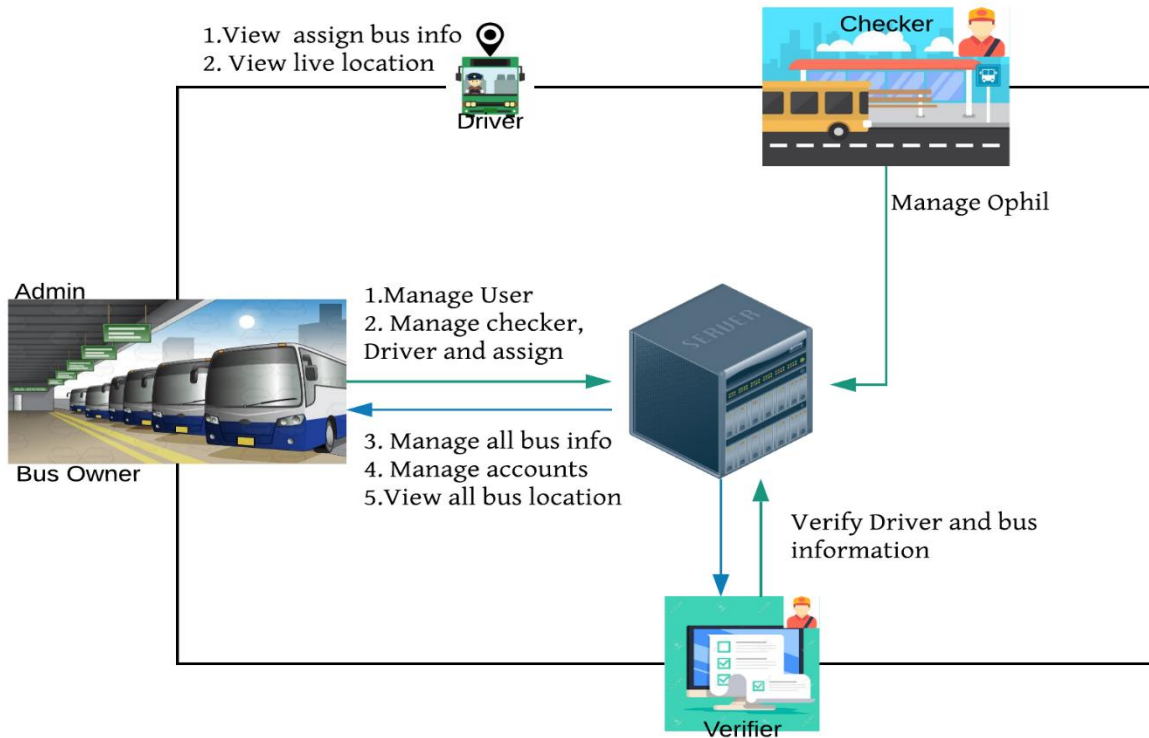 1.View assign bus info
2. View live location
Driver
Checker
Manage Ophil
Admin
Bus Owner
1.Manage User
2. Manage checker,
Driver and assign
3. Manage all bus info
4. Manage accounts
5.View all bus location
SERVER
Verify Driver and bus
information
Verifier